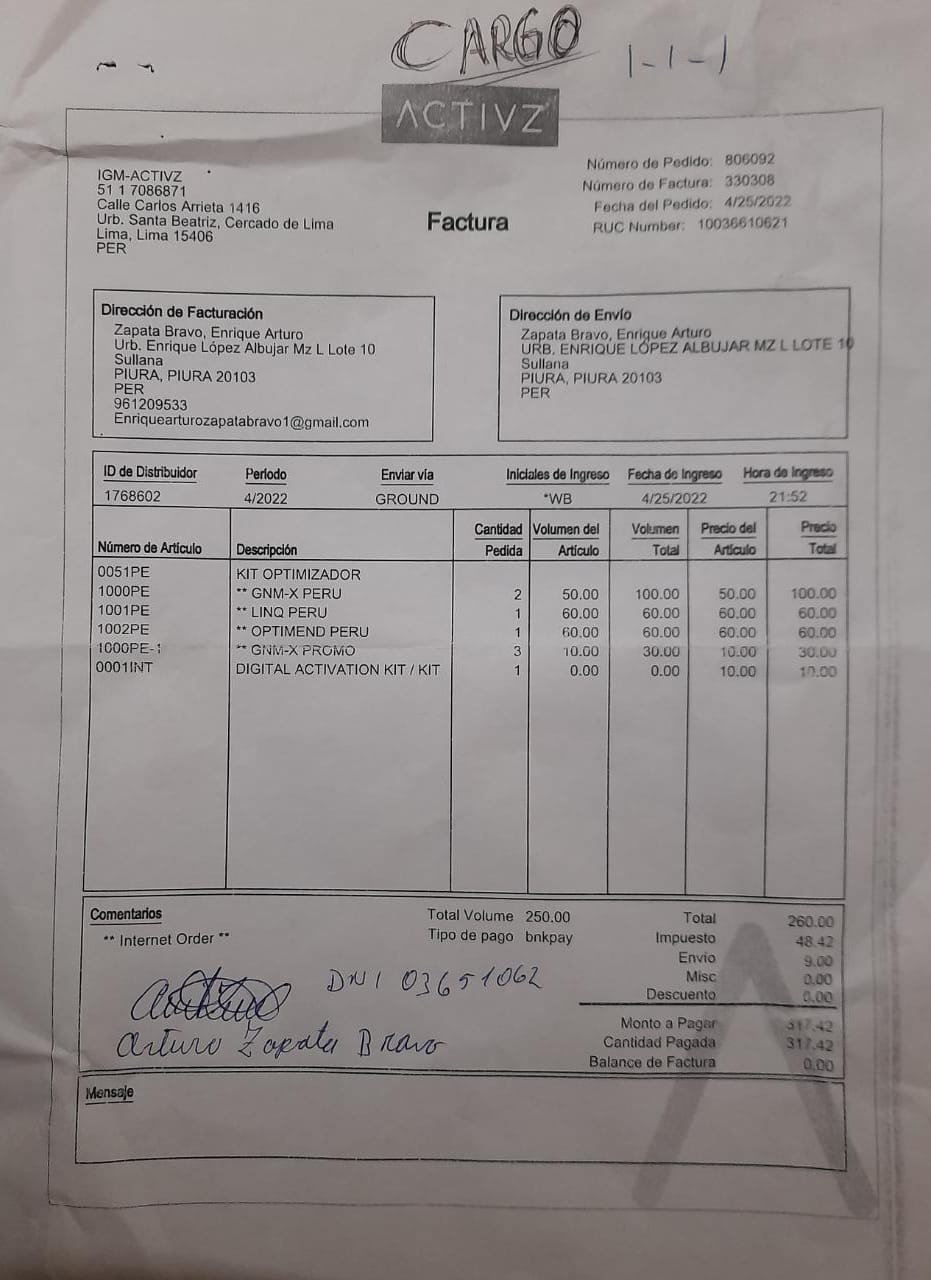 CARGO
1-1-1
ACTIVZ
IGM-ACTIVZ
51 1 7086871
Calle Carlos Arrieta 1416
Urb. Santa Beatriz, Cercado de Lima
Lima, Lima 15406
PER
Factura
Número de Pedido: 806092
Número de Factura: 330308
Fecha del Pedido: 4/25/2022
RUC Number: 10036610621
Dirección de Facturación
Zapata Bravo, Enrique Arturo
Urb. Enrique López Albujar Mz L Lote 10
Sullana
PIURA, PIURA 20103
PER
961209533
Enriquearturozapatabravo1@gmail.com
Dirección de Envío
Zapata Bravo, Enrique Arturo
URB. ENRIQUE LÓPEZ ALBUJAR MZ L LOTE 10
Sullana
PIURA, PIURA 20103
PER
ID de Distribuidor Período Enviar vía Iniciales de Ingreso Fecha de Ingreso Hora de Ingreso
1768602 4/2022 GROUND *WB 4/25/2022 21:52
Número de Artículo Descripción Cantidad Pedida Volumen del Artículo Volumen Total Precio del Artículo Precio Total
0051PE KIT OPTIMIZADOR
1000PE ** GNM-X PERU 2 50.00 100.00 50.00 100.00
1001PE ** LINQ PERU 1 60.00 60.00 60.00 60.00
1002PE ** OPTIMEND PERU 1 60.00 60.00 60.00 60.00
1000PE-1 ** GNM-X PROMO 3 10.00 30.00 10.00 30.00
0001INT DIGITAL ACTIVATION KIT / KIT 1 0.00 0.00 10.00 10.00
Comentarios
** Internet Order **
Total Volume 250.00
Tipo de pago bnkpay
Total 260.00
Impuesto 48.42
Envío 9.00
Misc 0.00
Descuento 0.00
Monto a Pagar 317.42
Cantidad Pagada 317.42
Balance de Factura 0.00
DNI 03651062
Arturo Zapata Bravo
Mensaje